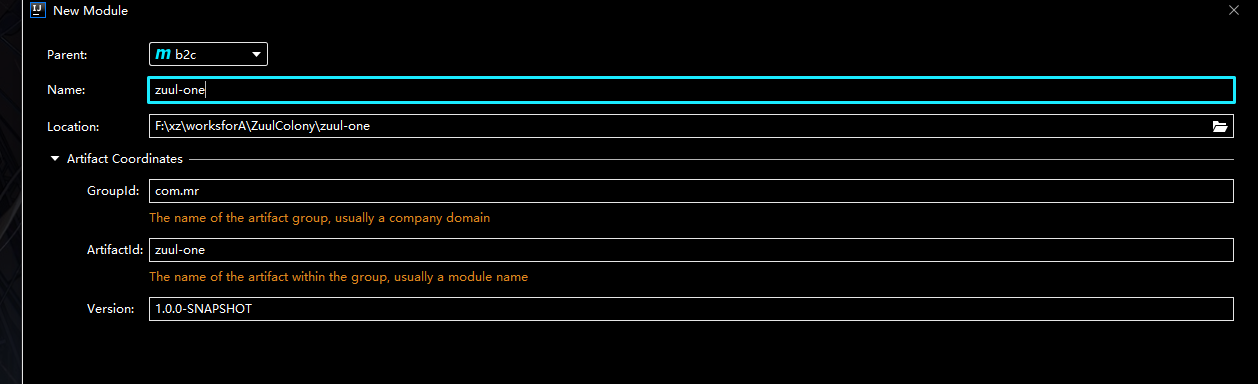 IJ New Module
Parent: m b2c
Name: zuul-one
Location: F:\xz\worksforA\ZuulColony\zuul-one
Artifact Coordinates
GroupId: com.mr
The name of the artifact group, usually a company domain
ArtifactId: zuul-one
The name of the artifact within the group, usually a module name
Version: 1.0.0-SNAPSHOT